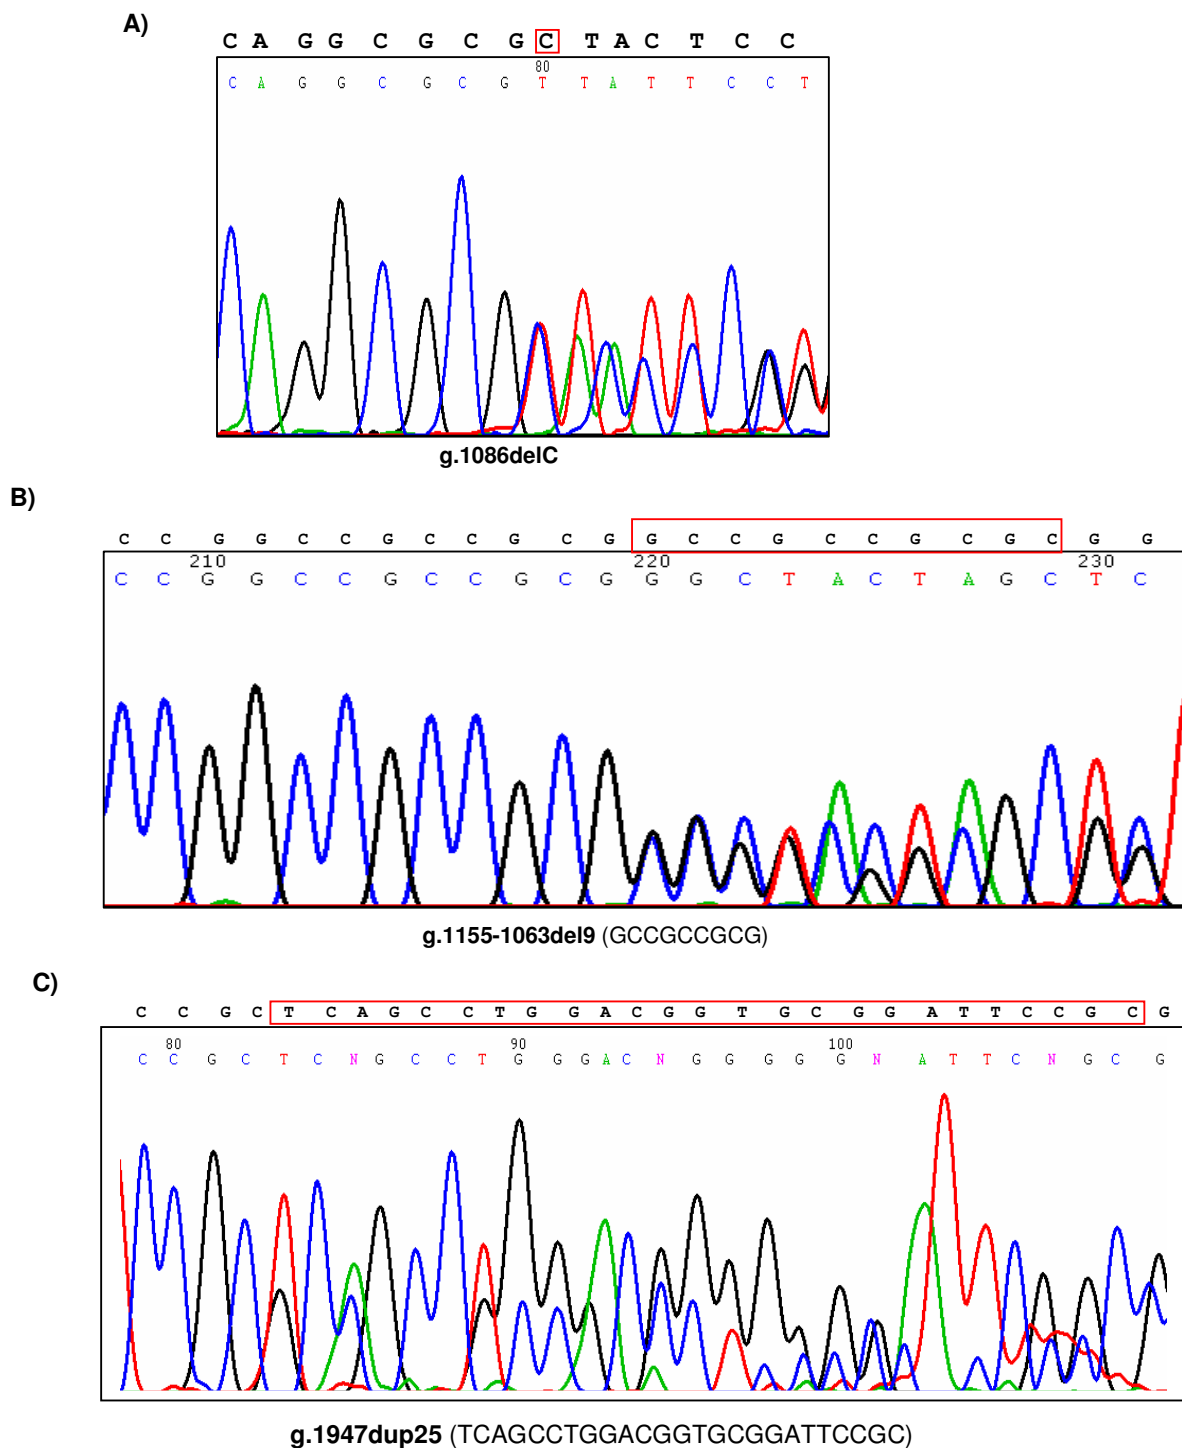 A)
C A G G C G C G C T A C T C C
80
C A G G C G C G T T A T T C C T
g.1086delC
B)
C C G G C C G C C G C G G C C G C C G C G C G G
210 220 230
C C G G C C G C C G C G G G C T A C T A G C T C
g.1155-1063del9 (GCCGCCGCG)
C)
C C G C T C A G C C T G G A C G G T G C G G A T T C C G C G
80 90 100
C C G C T C N G C C T G G G A C N G G G G G N A T T C N G C G
g.1947dup25 (TCAGCCTGGACGGTGCGGATTCCGC)